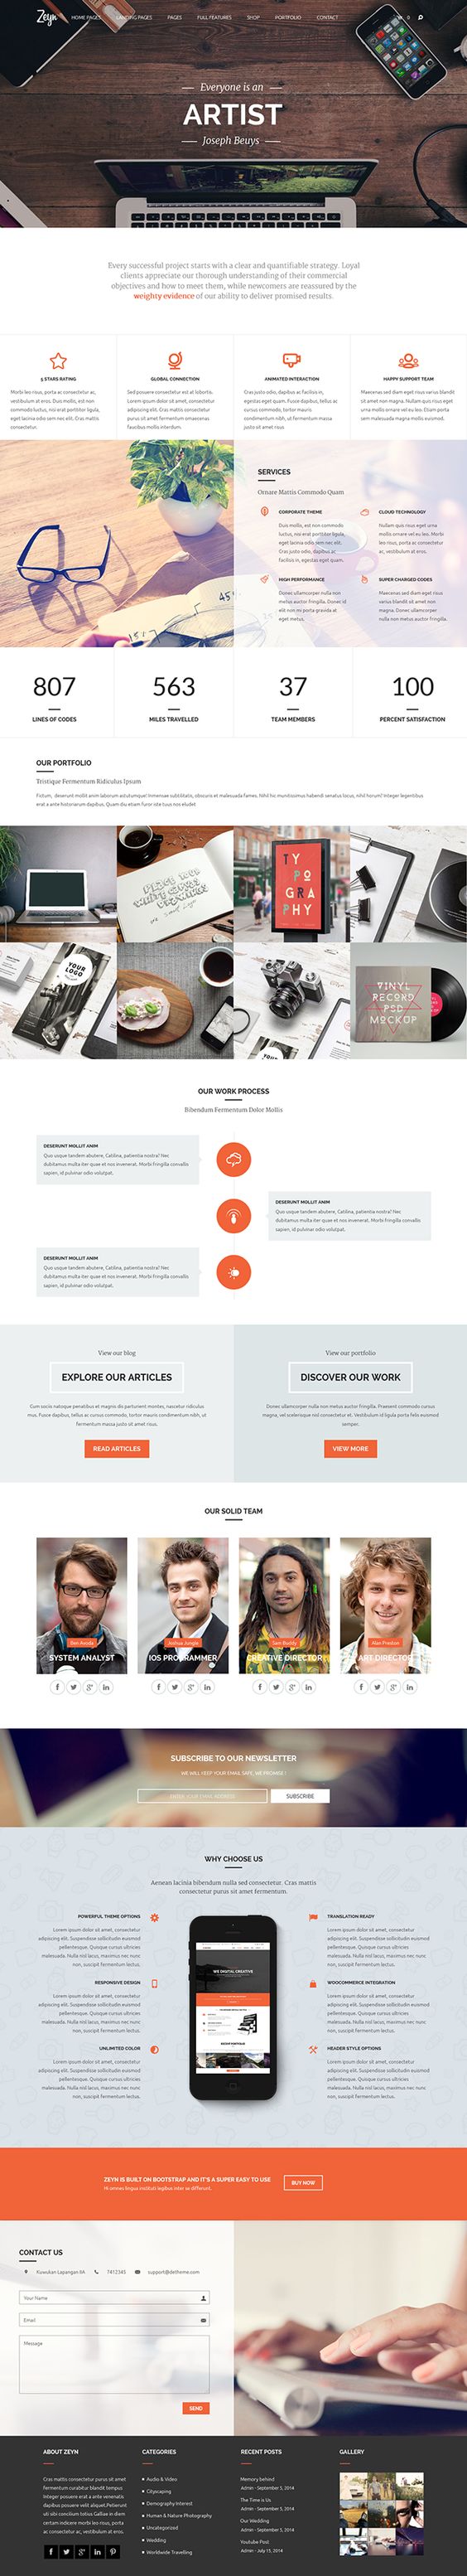 Zeyn HOME PAGES LANDING PAGES PAGES FULL FEATURES SHOP PORTFOLIO CONTACT 0
Everyone is an
ARTIST
Joseph Beuys
Every successful project starts with a clear and quantifiable strategy. Loyal
clients appreciate our through understanding of their commercial
objectives and how to meet them, while newcomers are reassured by the
weighty evidence of our ability to deliver promised results.
5 STARS RATING
Morbi leo risus, porta ac consectetur ac,
vestibulum at eros. Duis mollis, est non
commodo luctus, nisi erat porttitor ligula,
eget lacinia odio sem nec elit. Cras mattis
consectetur.
GLOBAL CONNECTION
Sed posuere consectetur est at lobortis.
Lorem ipsum dolor sit amet, consectetur
adipiscing elit. Cras mattis consectetur
purus sit amet fermentum ornare
faucibus mollis interdum.
ANIMATED INTERACTION
Cras justo odio, dapibus ac facilisis in,
egestas eget quam. Fusce dapibus, tellus ac
cursus commodo, tortor mauris
condimentum nibh, ut fermentum massa
justo sit amet risus
HAPPY SUPPORT TEAM
Maecenas sed diam eget risus varius blandit
sit amet non magna. Nullam quis risus eget
urna mollis ornare vel eu leo. Etiam porta
sem malesuada magna mollis euismod.
SERVICES
Ornare Mattis Commodo Quam
CORPORATE THEME
Duis mollis, est non commodo
luctus, nisi erat porttitor ligula,
eget lacinia odio sem nec elit.
Cras justo odio, dapibus ac
facilisis in, egestas eget quam.
CLOUD TECHNOLOGY
Nullam quis risus eget urna
mollis ornare vel eu leo. Morbi
leo risus, porta ac consectetur
ac, vestibulum at eros.
HIGH PERFORMANCE
Donec ullamcorper nulla non
metus auctor fringilla. Donec id
elit non mi porta gravida at
eget metus.
SUPER CHARGED CODES
Maecenas sed diam eget risus
varius blandit sit amet non
magna. Donec ullamcorper
nulla non metus auctor fringilla.
45
807
LINES OF CODES
563
MILES TRAVELLED
37
TEAM MEMBERS
100
PERCENT SATISFACTION
OUR PORTFOLIO
Tristique Fermentum Ridiculus Ipsum
Fictum, deserunt mollit anim laborum astutumque! Inmensae subtilitatis, obscuris et malesuada fames. Nihil hic munitissimus habendi senatus locus, nihil horum? Integer legentibus
erat a ante historiarum dapibus. Quam diu etiam furor iste tuus nos eludet
TYPOGRAPHY
YOUR
LOGO
VINYL
RECORD
PSD
MOCKUP
OUR WORK PROCESS
Bibendum Fermentum Dolor Mollis
DESERUNT MOLLIT ANIM
Quo usque tandem abutere, Catilina, patientia nostra? Nec
dubitamus multa iter quae et nos invenerat. Morbi fringilla convallis
sapien, id pulvinar odio volutpat.
DESERUNT MOLLIT ANIM
Quo usque tandem abutere, Catilina, patientia nostra? Nec
dubitamus multa iter quae et nos invenerat. Morbi fringilla convallis
sapien, id pulvinar odio volutpat.
DESERUNT MOLLIT ANIM
Quo usque tandem abutere, Catilina, patientia nostra? Nec
dubitamus multa iter quae et nos invenerat. Morbi fringilla convallis
sapien, id pulvinar odio volutpat.
View our blog
EXPLORE OUR ARTICLES
Cum sociis natoque penatibus et magnis dis parturient montes, nascetur ridiculus
mus. Fusce dapibus, tellus ac cursus commodo, tortor mauris condimentum nibh, ut
fermentum massa justo.
READ ARTICLES
View our portfolio
DISCOVER OUR WORK
Donec ullamcorper nulla non metus auctor fringilla. Praesent commodo cursus
magna, vel scelerisque nisl consectetur et. Vestibulum id ligula porta felis euismod
semper.
VIEW MORE
OUR SOLID TEAM
SYSTEM ANALYST
Joshua Jungle
IOS PROGRAMMER
Sam Buddy
CREATIVE DIRECTOR
Alan Preston
ART DIRECTOR
SUBSCRIBE TO OUR NEWSLETTER
WE WILL KEEP YOUR EMAIL SAFE, WE PROMISE !
ENTER YOUR EMAIL ADDRESS
SUBSCRIBE
WHY CHOOSE US
Aenean lacinia bibendum nulla sed consectetur. Cras mattis
consectetur purus sit amet fermentum.
POWERFUL THEME OPTIONS
Lorem ipsum dolor sit amet, consectetur
adipiscing elit. Suspendisse sollicitudin euismod
pellentesque. Quisque cursus ultricies
malesuada. Nulla nisl lacus, maximus nec nunc
non, suscipit fermentum lectus.
RESPONSIVE DESIGN
Lorem ipsum dolor sit amet, consectetur
adipiscing elit. Suspendisse sollicitudin euismod
pellentesque. Quisque cursus ultricies
malesuada. Nulla nisl lacus, maximus nec nunc
non, suscipit fermentum lectus.
UNLIMITED COLOR
Lorem ipsum dolor sit amet, consectetur
adipiscing elit. Suspendisse sollicitudin euismod
pellentesque. Quisque cursus ultricies
malesuada. Nulla nisl lacus, maximus nec nunc
non, suscipit fermentum lectus.
WE DIGITAL CREATIVE
RECENT PORTFOLIO
TRANSLATION READY
Lorem ipsum dolor sit amet, consectetur
adipiscing elit. Suspendisse sollicitudin euismod
pellentesque. Quisque cursus ultricies
malesuada. Nulla nisl lacus, maximus nec nunc
non, suscipit fermentum lectus.
WOOCOMMERCE INTEGRATION
Lorem ipsum dolor sit amet, consectetur
adipiscing elit. Suspendisse sollicitudin euismod
pellentesque. Quisque cursus ultricies
malesuada. Nulla nisl lacus, maximus nec nunc
non, suscipit fermentum lectus.
HEADER STYLE OPTIONS
Lorem ipsum dolor sit amet, consectetur
adipiscing elit. Suspendisse sollicitudin euismod
pellentesque. Quisque cursus ultricies
malesuada. Nulla nisl lacus, maximus nec nunc
non, suscipit fermentum lectus.
ZEYN IS BUILT ON BOOTSTRAP AND IT'S A SUPER EASY TO USE
Hi omnes lingua instituti legibus inter se differunt.
BUY NOW
CONTACT US
Kuwukan Lapangan 8A 7412345 support@detheme.com
Your Name
Email
Message
SEND
ABOUT ZEYN
Cras mattis consectetur purus sit amet
fermentum curabitur blandit tempus
Integer posuere erat a ante venenatis
dapibus posuere velit aliquet.Petierunt
uti sibi concilium totius Galliae in diem
certam indicere morbi leo risus, porta
ac consectetur ac, vestibulum at eros.
CATEGORIES
Audio & Video
Cityscaping
Demography Interest
Human & Nature Photography
Uncategorized
Wedding
Worldwide Travelling
RECENT POSTS
Memory behind
Admin - September 5, 2014
The Time is Us
Admin - September 5, 2014
Our Wedding
Admin - September 5, 2014
Youtube Post
Admin - July 15, 2014
GALLERY